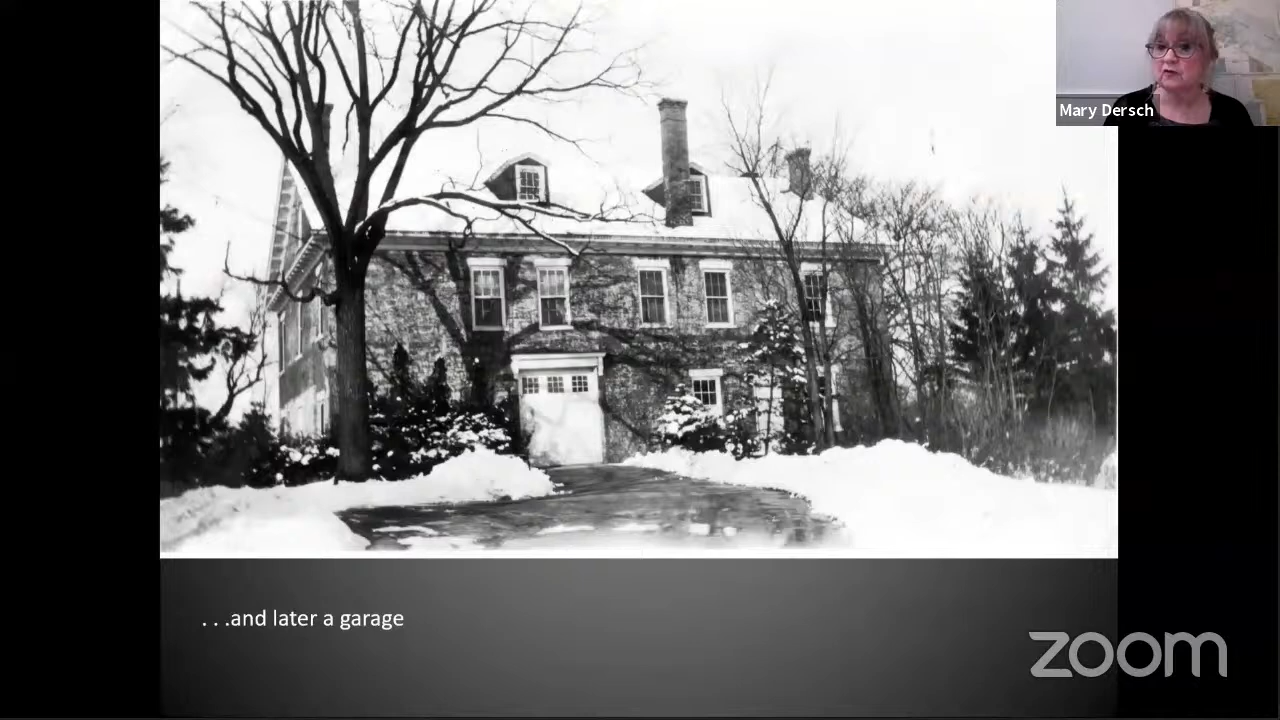 Mary Dersch
. . .and later a garage
zoom